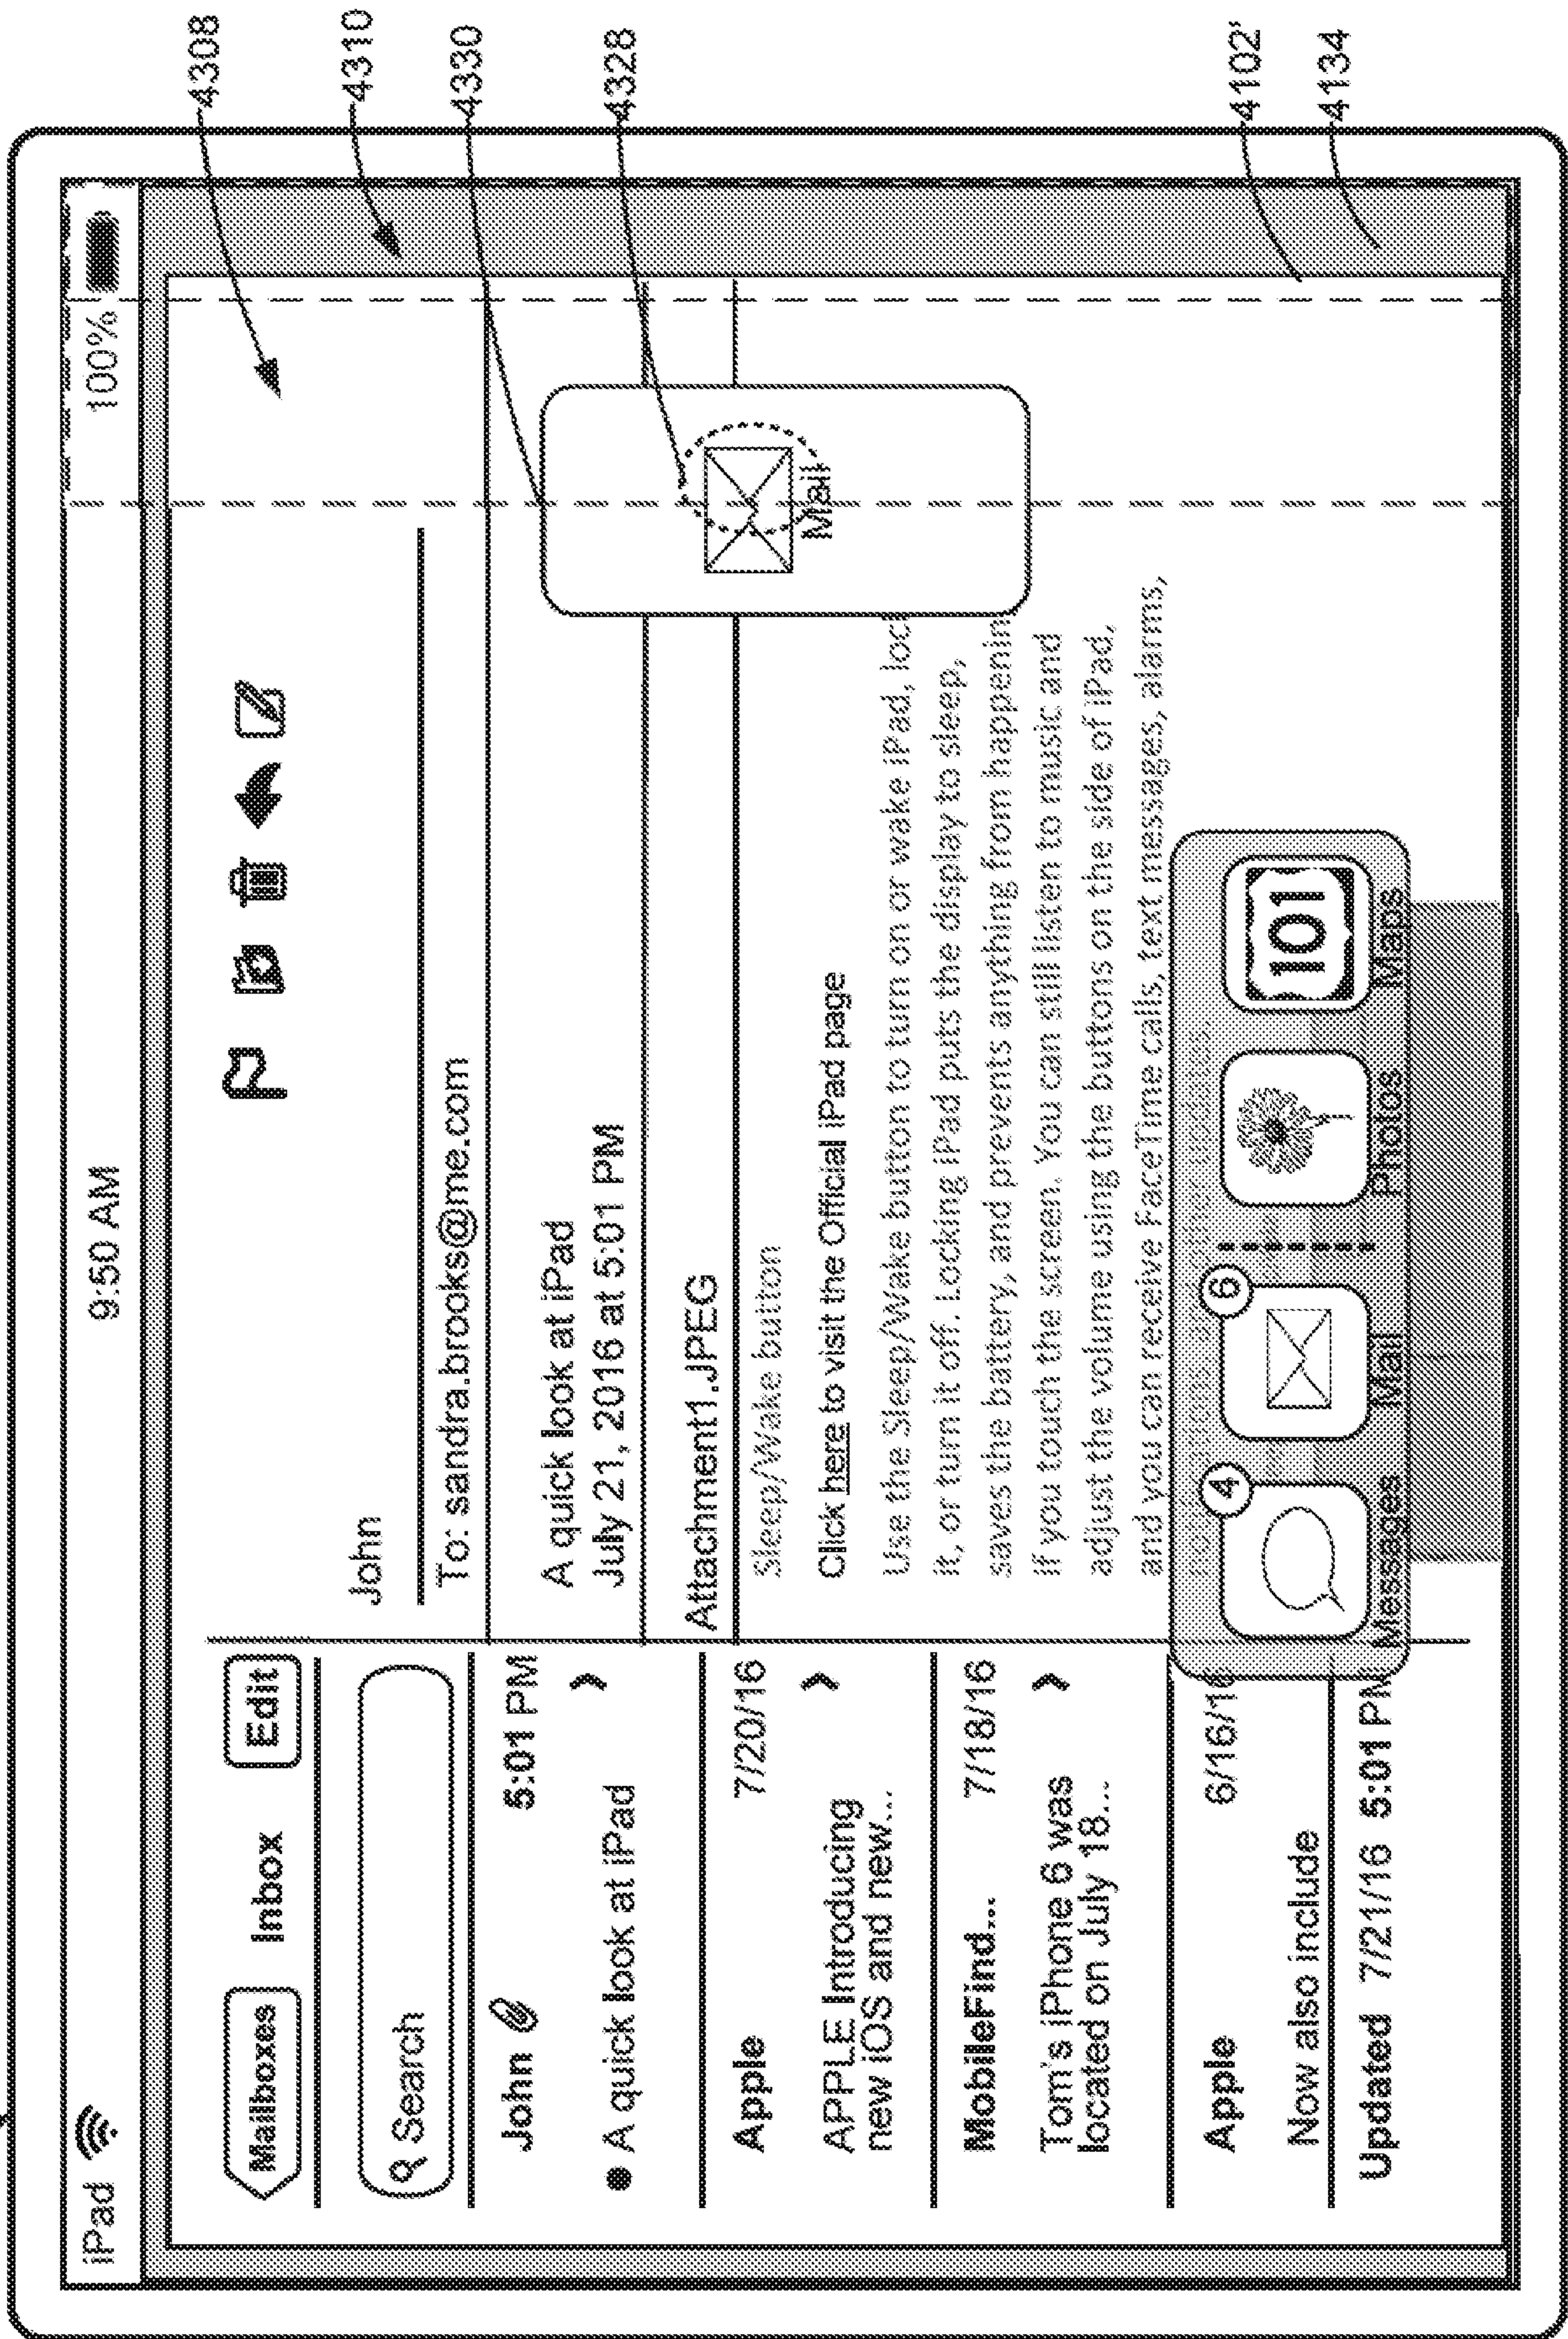 iPad 9:50 AM 100%
Mailboxes Inbox Edit
Search
John 5:01 PM
A quick look at iPad
Apple 7/20/16
APPLE Introducing
new iOS and new...
MobileFind... 7/18/16
Tom's iPhone 6 was
located on July 18...
Apple 6/16/16
Now also include
Updated 7/21/16 5:01 PM
John
To: sandra.brooks@me.com
A quick look at iPad
July 21, 2016 at 5:01 PM
Attachment1.JPEG
Sleep/Wake button
Click here to visit the Official iPad page
Use the Sleep/Wake button to turn on or wake iPad, loc
it, or turn it off. Locking iPad puts the display to sleep,
saves the battery, and prevents anything from happenin
If you touch the screen. You can still listen to music and
adjust the volume using the buttons on the side of iPad,
and you can receive FaceTime calls, text messages, alarms,
Mail
4 6 101
Messages Mail Photos Maps
4308
4310
4330
4328
4102'
4134